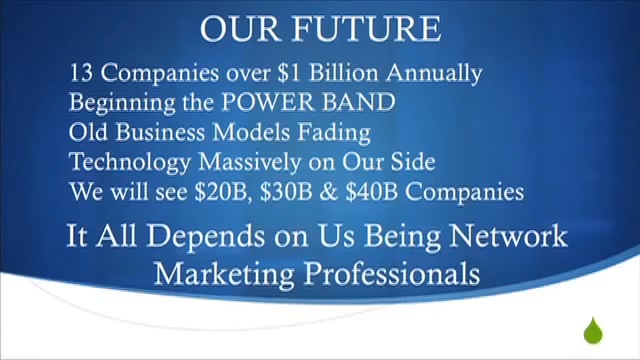 OUR FUTURE
13 Companies over $1 Billion Annually
Beginning the POWER BAND
Old Business Models Fading
Technology Massively on Our Side
We will see $20B, $30B & $40B Companies
It All Depends on Us Being Network
Marketing Professionals